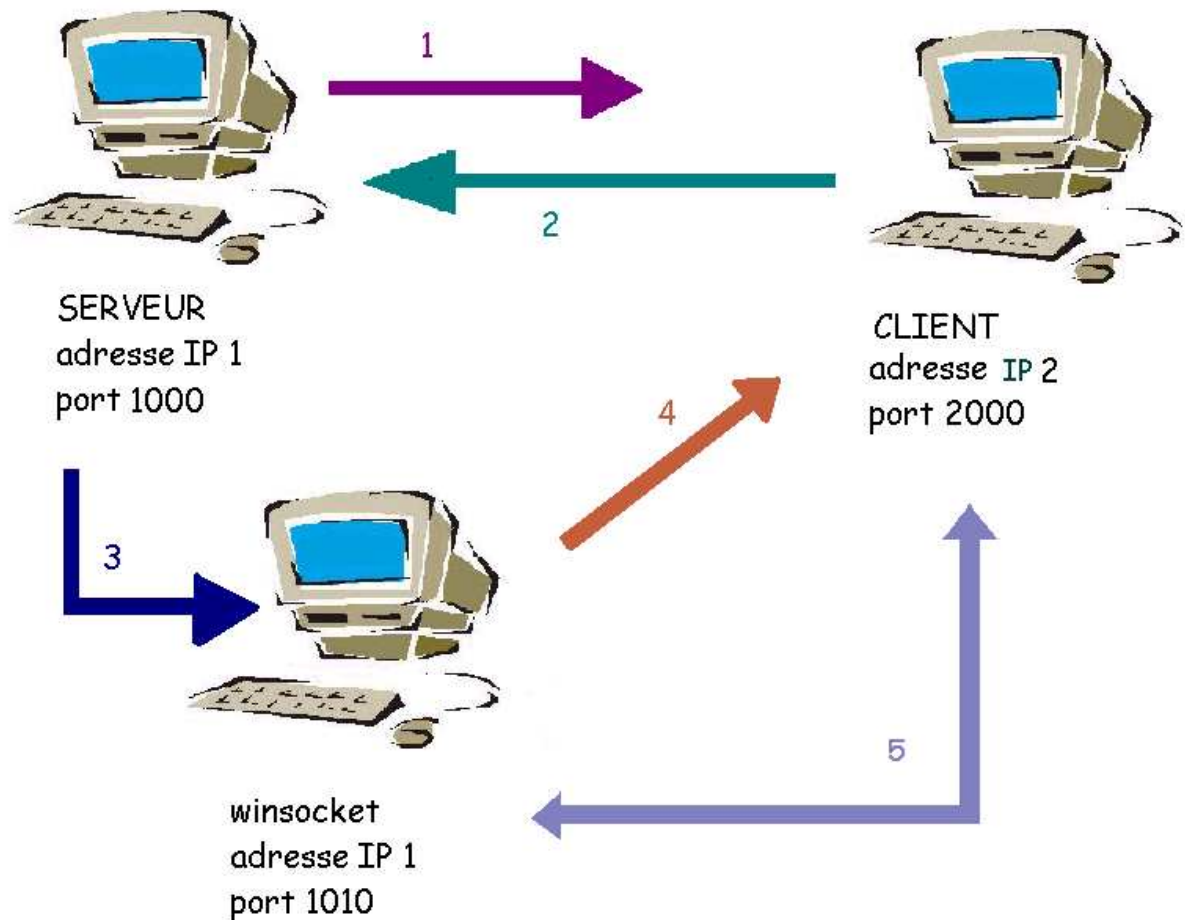 1
2
SERVEUR
adresse IP 1
port 1000
CLIENT
adresse IP 2
port 2000
4
3
5
winsocket
adresse IP 1
port 1010